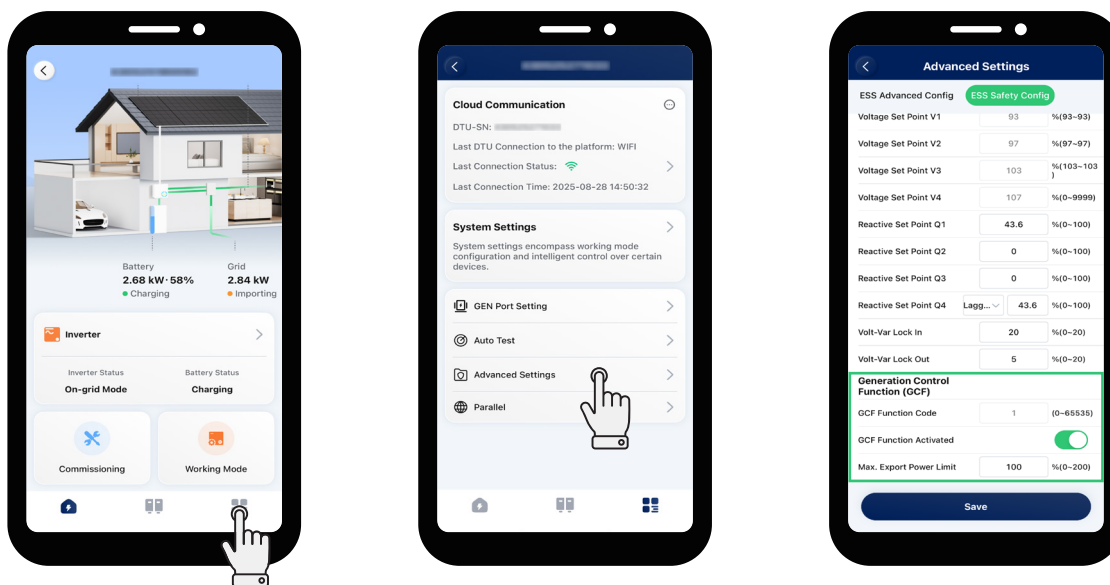 Battery
2.68 kW·58%
Charging
Grid
2.84 kW
Importing
Inverter
Inverter Status
On-grid Mode
Battery Status
Charging
Commissioning
Working Mode
Cloud Communication
DTU-SN:
Last DTU Connection to the platform: WIFI
Last Connection Status:
Last Connection Time: 2025-08-28 14:50:32
System Settings
System settings encompass working mode
configuration and intelligent control over certain
devices.
GEN Port Setting
Auto Test
Advanced Settings
Parallel
Advanced Settings
ESS Advanced Config ESS Safety Config
Voltage Set Point V1 93 %(93~93)
Voltage Set Point V2 97 %(97~97)
Voltage Set Point V3 103 %(103~103
)
Voltage Set Point V4 107 %(0~9999)
Reactive Set Point Q1 43.6 %(0~100)
Reactive Set Point Q2 0 %(0~100)
Reactive Set Point Q3 0 %(0~100)
Reactive Set Point Q4 Lagg... 43.6 %(0~100)
Volt-Var Lock In 20 %(0~20)
Volt-Var Lock Out 5 %(0~20)
Generation Control
Function (GCF)
GCF Function Code 1 (0~65535)
GCF Function Activated
Max. Export Power Limit 100 %(0~200)
Save